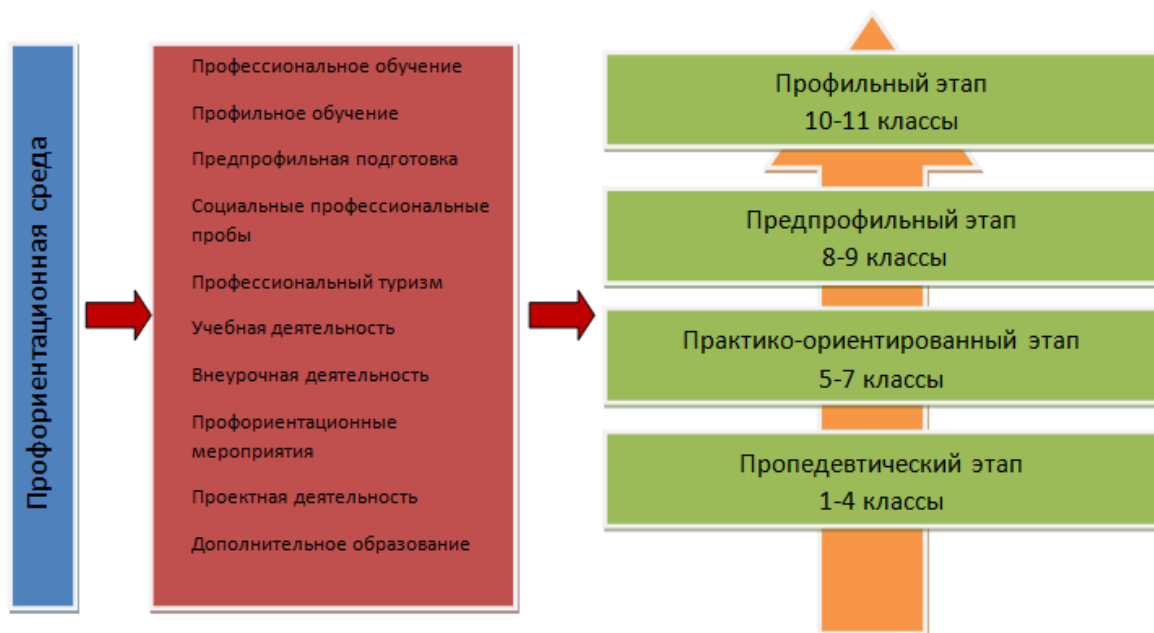 Профориентационная среда
Профессиональное обучение
Профильное обучение
Предпрофильная подготовка
Социальные профессиональные
пробы
Профессиональный туризм
Учебная деятельность
Внеурочная деятельность
Профориентационные
мероприятия
Проектная деятельность
Дополнительное образование
Профильный этап
10-11 классы
Предпрофильный этап
8-9 классы
Практико-ориентированный этап
5-7 классы
Пропедевтический этап
1-4 классы